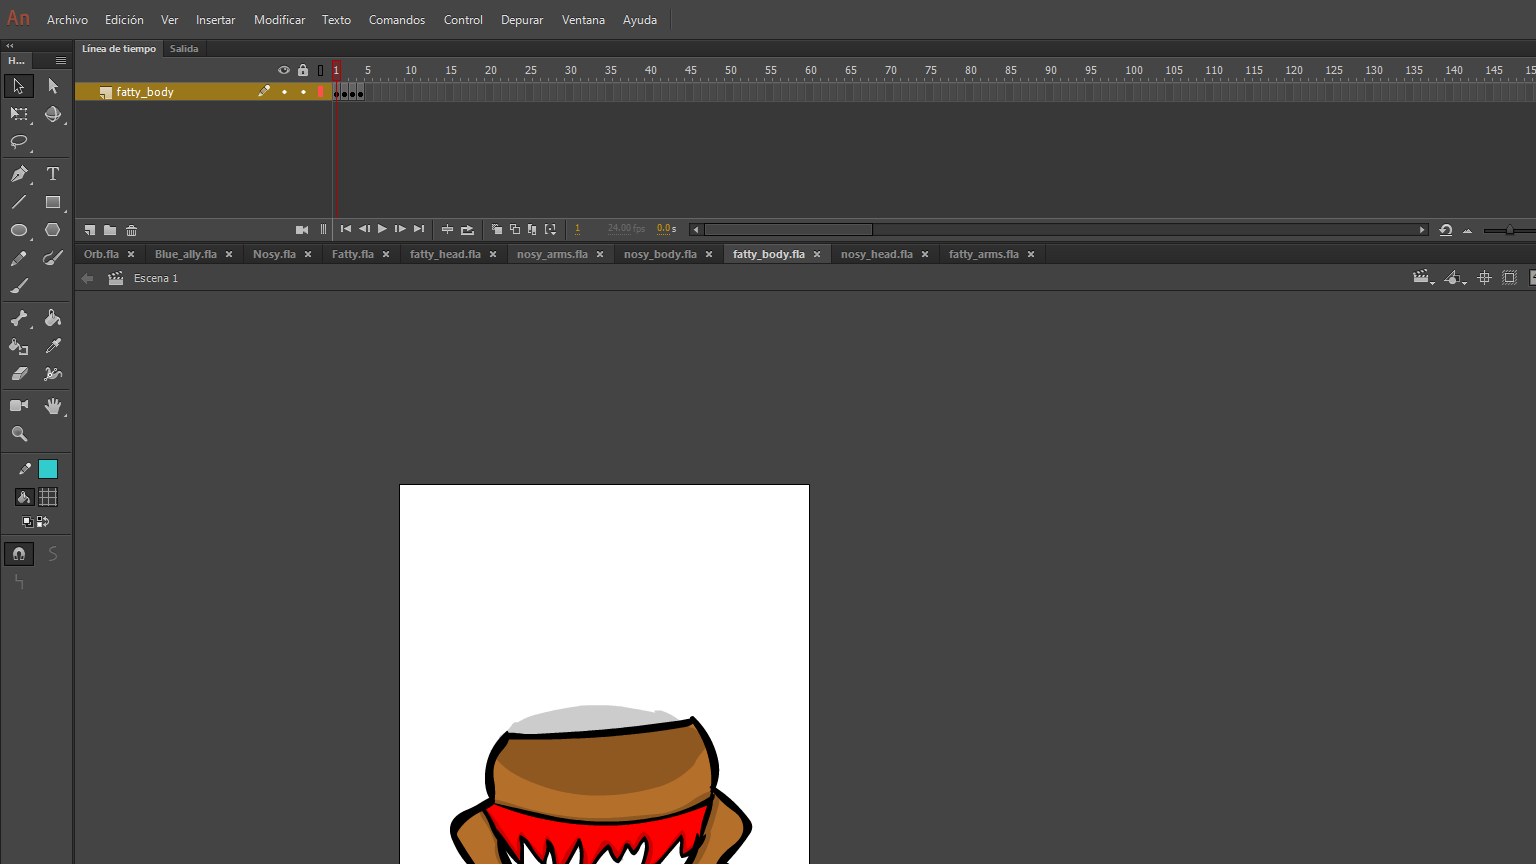 An Archivo Edición Ver Insertar Modificar Texto Comandos Control Depurar Ventana Ayuda
Línea de tiempo Salida
H...
1 5 10 15 20 25 30 35 40 45 50 55 60 65 70 75 80 85 90 95 100 105 110 115 120 125 130 135 140 145
fatty_body
1 24.00 fps 0.0 s
Orb.fla Blue_ally.fla Nosy.fla Fatty.fla fatty_head.fla nosy_arms.fla nosy_body.fla fatty_body.fla nosy_head.fla fatty_arms.fla
Escena 1